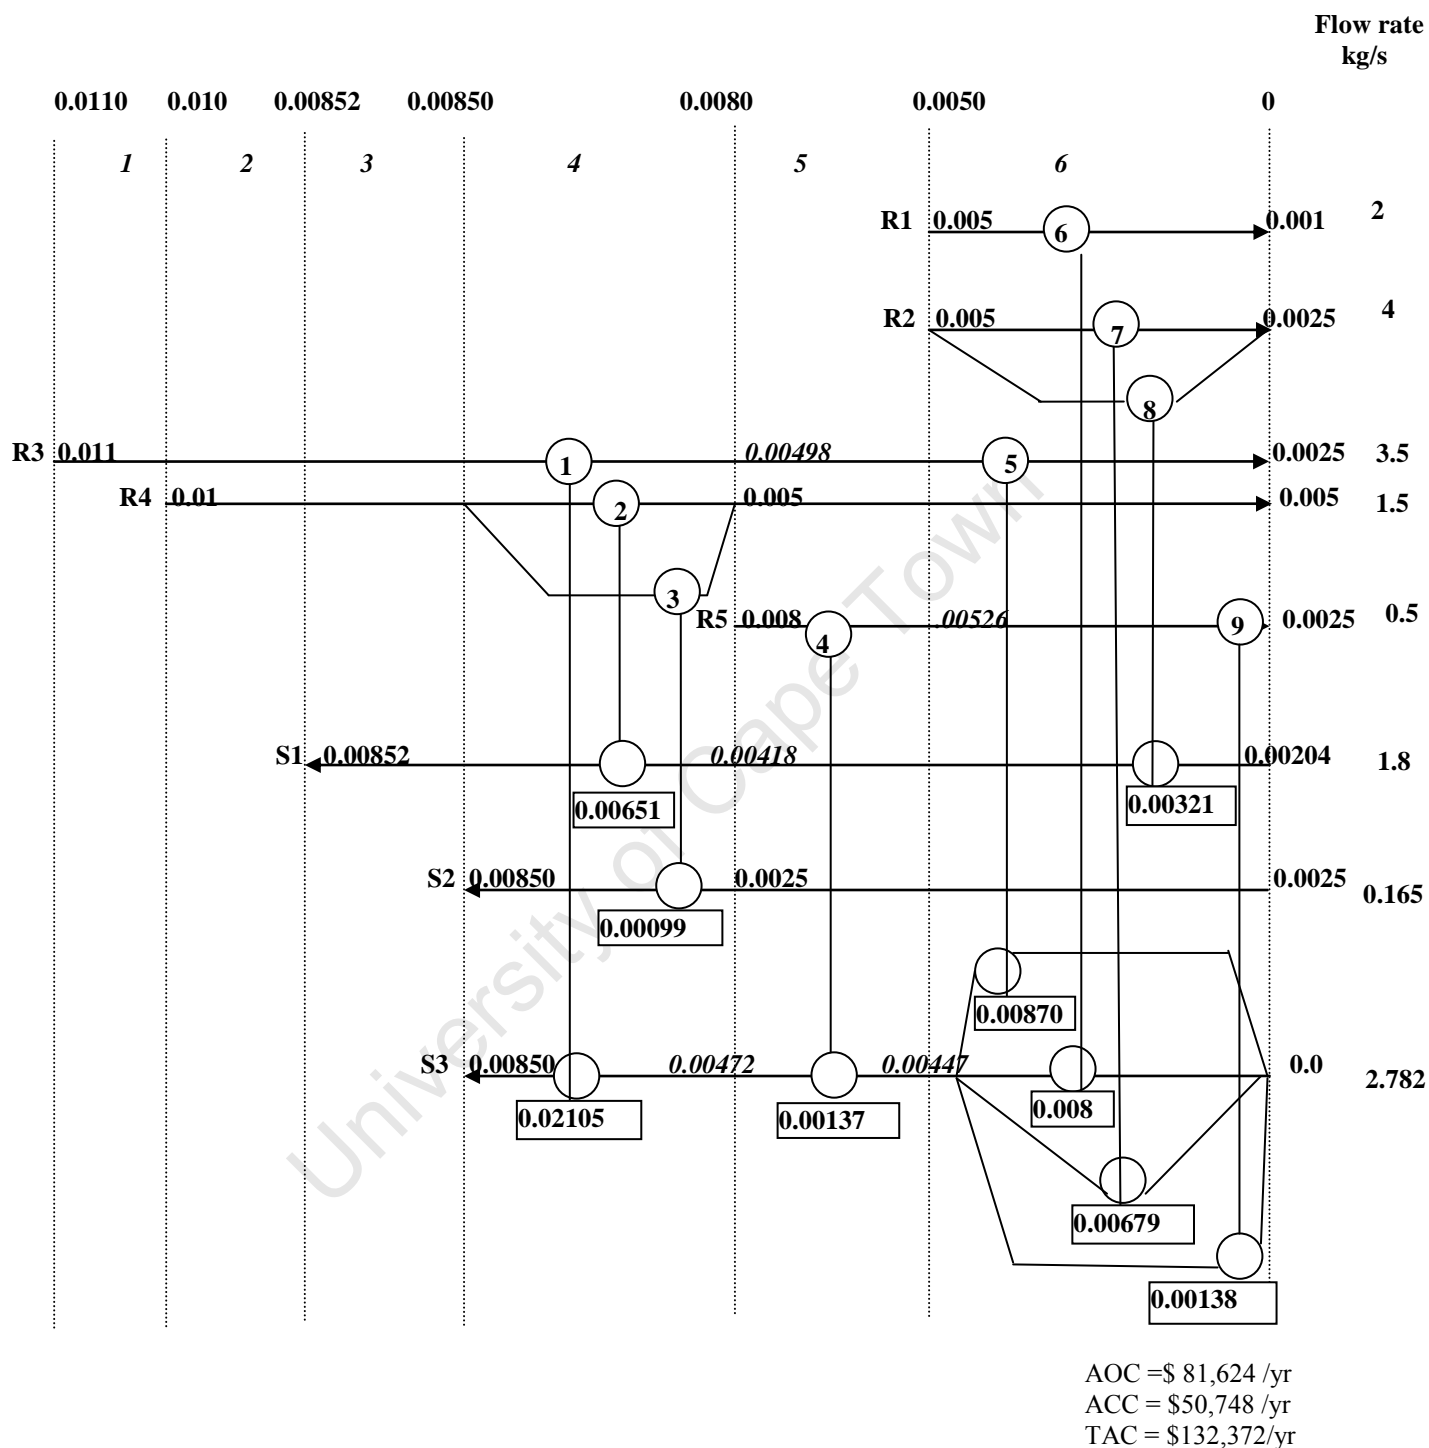 Flow rate
kg/s
0.0110 0.010 0.00852 0.00850 0.0080 0.0050 0
1 2 3 4 5 6
R1 0.005 6 0.001 2
R2 0.005 7 0.0025 4
8
R3 0.011 1 0.00498 5 0.0025 3.5
R4 0.01 2 0.005 0.005 1.5
3
R5 0.008 4 .00526 9 0.0025 0.5
S1 0.00852 0.00418 0.00204 1.8
0.00651 0.00321
S2 0.00850 0.0025 0.0025 0.165
0.00099
0.00870
S3 0.00850 0.00472 0.00447 0.0 2.782
0.02105 0.00137 0.008
0.00679
0.00138
University of Cape Town
AOC =$ 81,624 /yr
ACC = $50,748 /yr
TAC = $132,372/yr